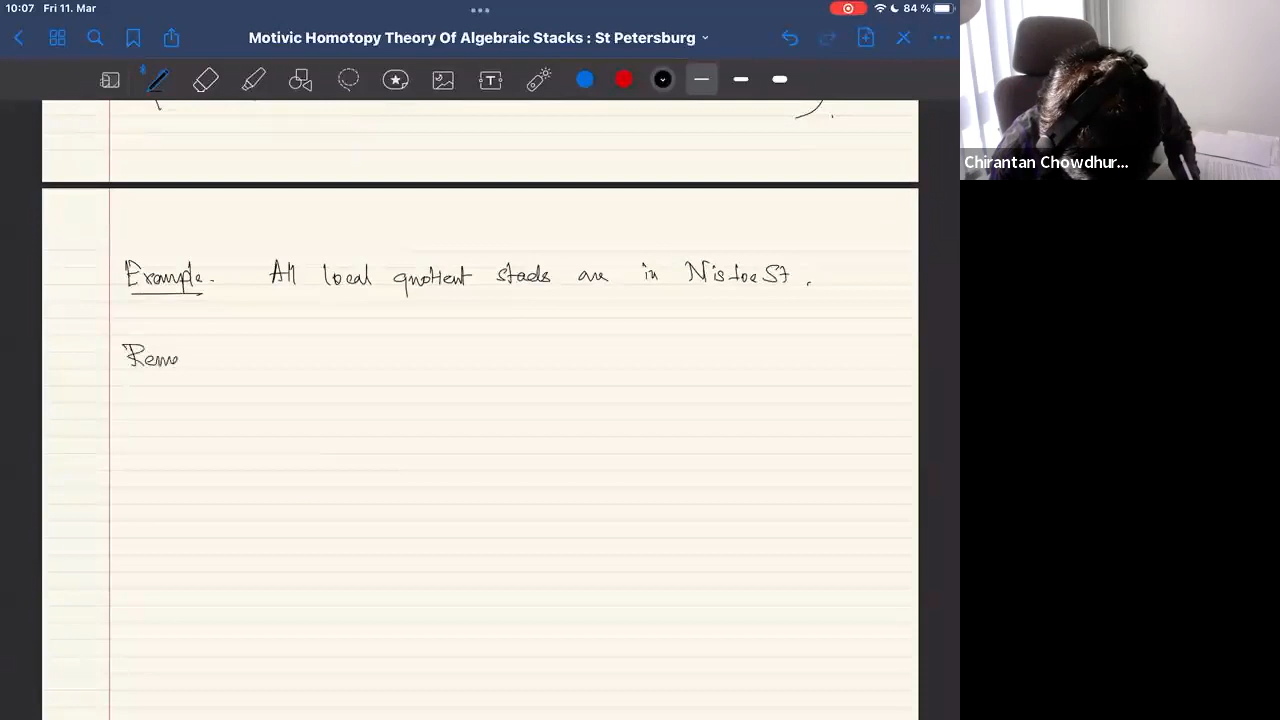 10:07 Fri 11. Mar
84 %
Motivic Homotopy Theory Of Algebraic Stacks : St Petersburg
Chirantan Chowdhur...
Example. All local quotient stacks are in NislocSt.
Rema